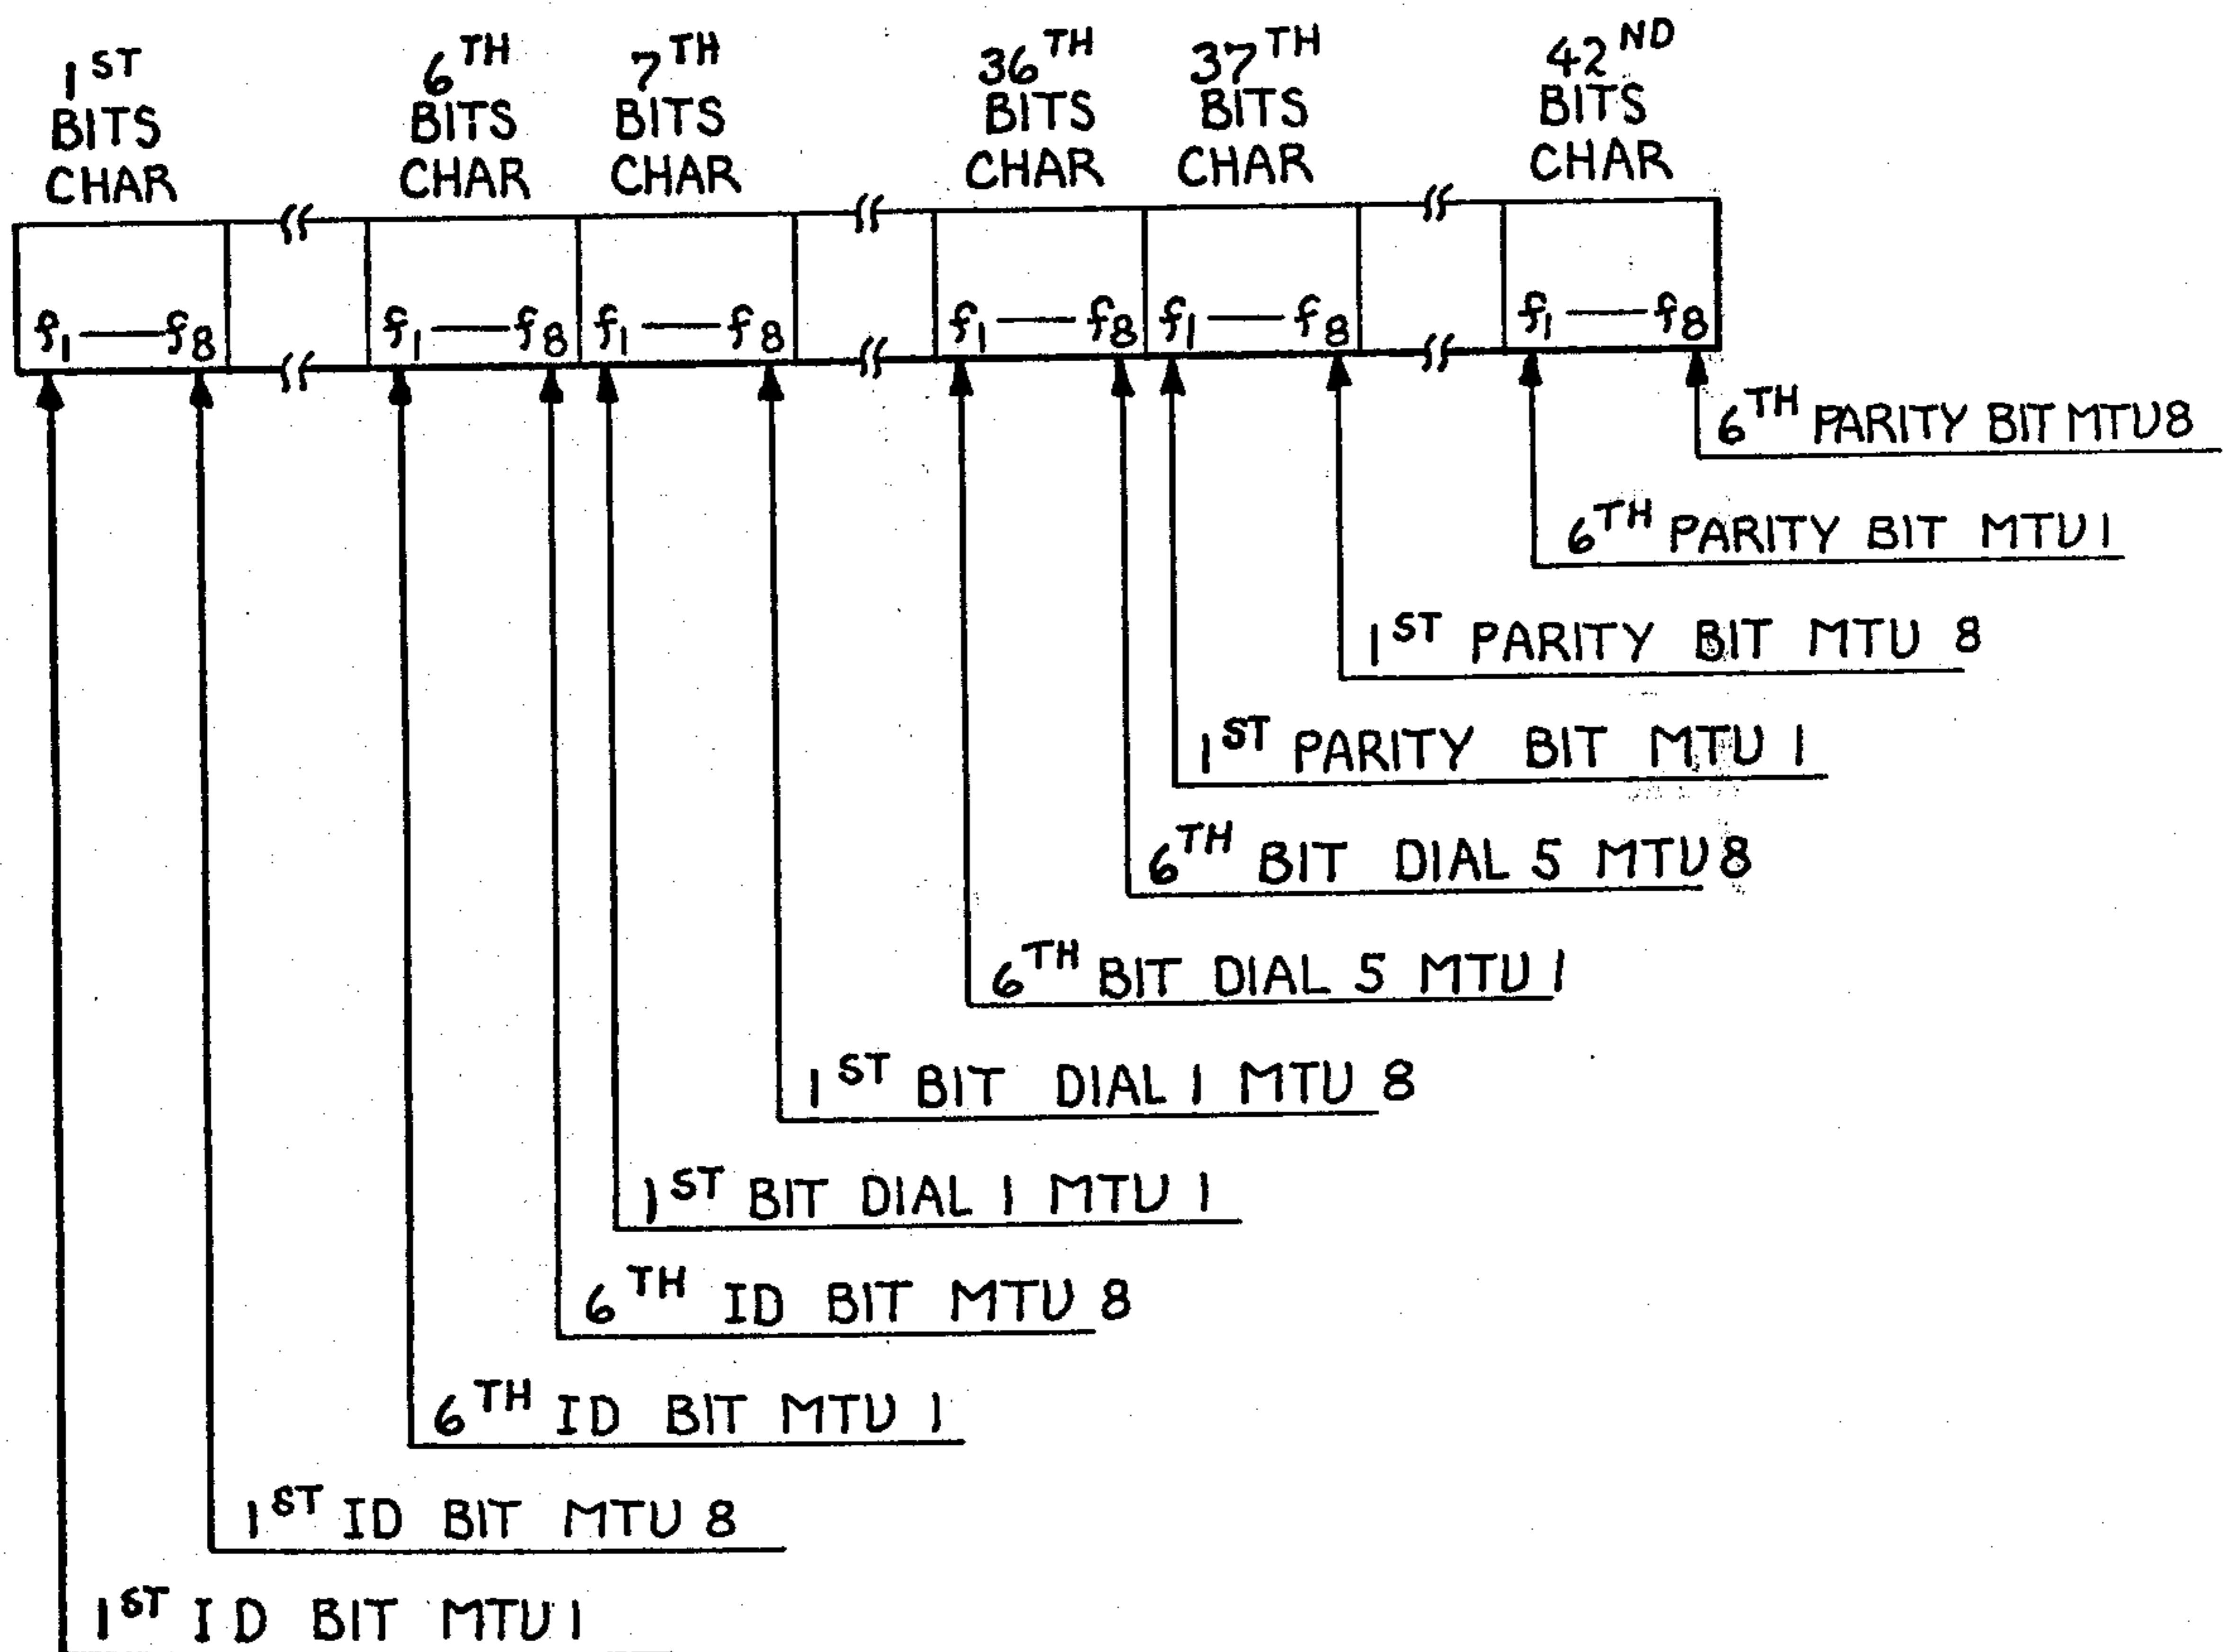 1ST BITS CHAR
6TH BITS CHAR
7TH BITS CHAR
36TH BITS CHAR
37TH BITS CHAR
42ND BITS CHAR
f1—f8
f1—f8
f1—f8
f1—f8
f1—f8
f1—f8
6TH PARITY BIT MTU 8
6TH PARITY BIT MTU 1
1ST PARITY BIT MTU 8
1ST PARITY BIT MTU 1
6TH BIT DIAL 5 MTU 8
6TH BIT DIAL 5 MTU 1
1ST BIT DIAL 1 MTU 8
1ST BIT DIAL 1 MTU 1
6TH ID BIT MTU 8
6TH ID BIT MTU 1
1ST ID BIT MTU 8
1ST ID BIT MTU 1